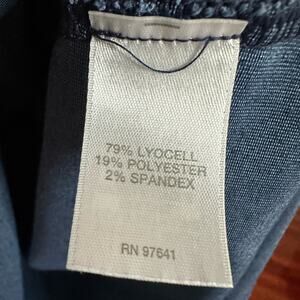 79% LYOCELL
19% POLYESTER
2% SPANDEX
RN 97641